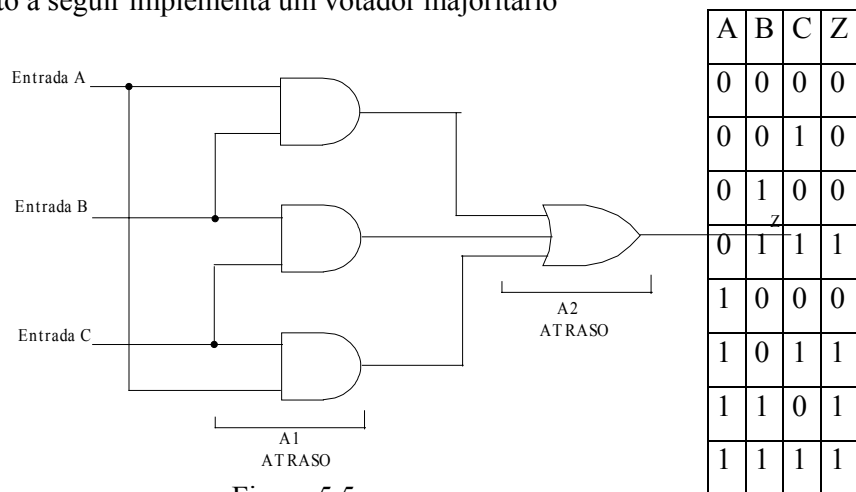 to a seguir implementa um votador majoritário
A B C Z
Entrada A
0 0 0 0
0 0 1 0
0 1 0 0
Entrada B
Z
0 1 1 1
1 0 0 0
A2
ATRASO
Entrada C
1 0 1 1
1 1 0 1
A1
ATRASO
1 1 1 1